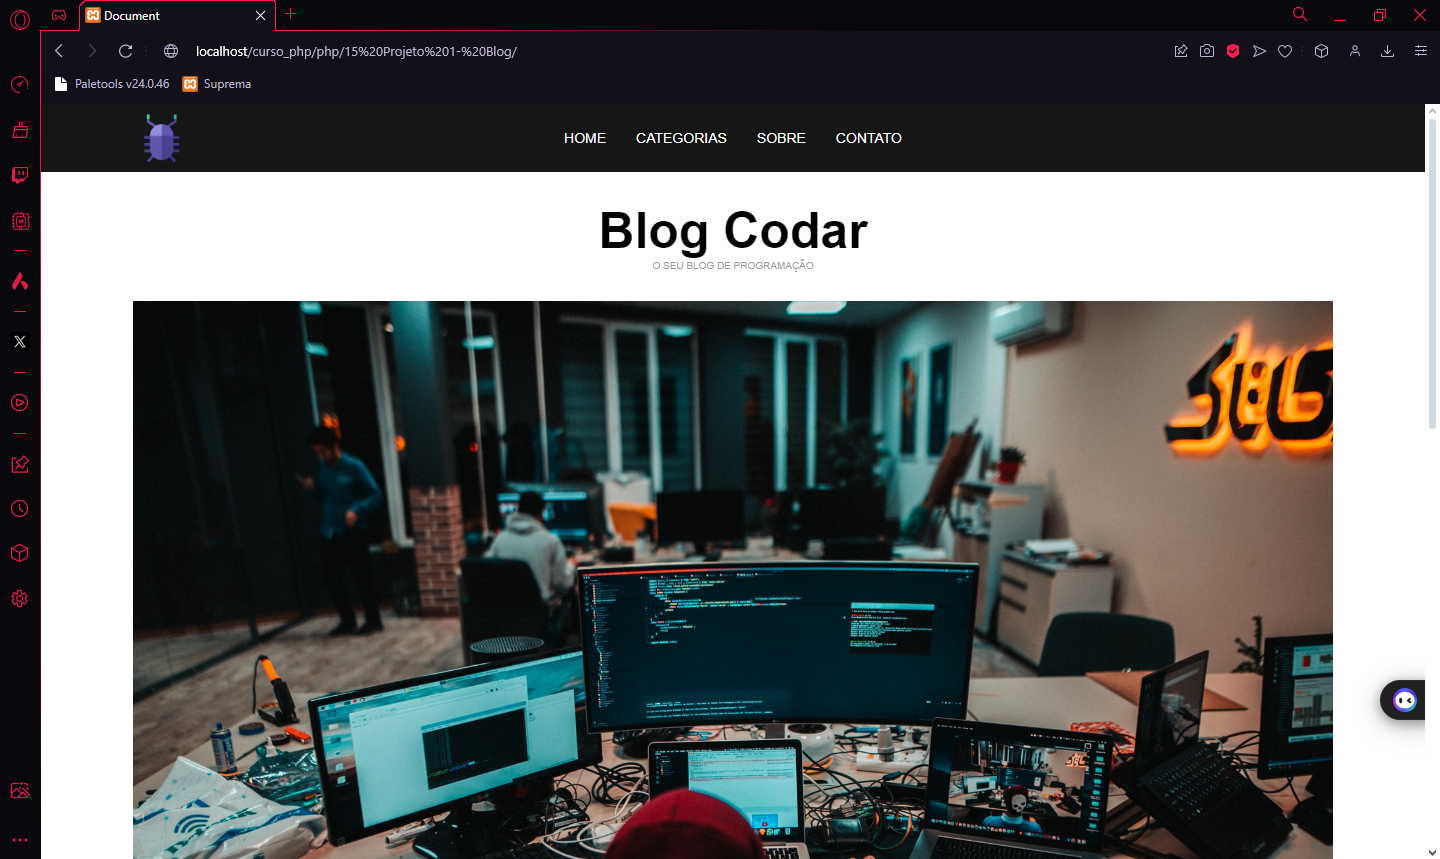 Document
localhost/curso_php/php/15%20Projeto%201-%20Blog/
Paletools v24.0.46
Suprema
HOME
CATEGORIAS
SOBRE
CONTATO
Blog Codar
O SEU BLOG DE PROGRAMAÇÃO